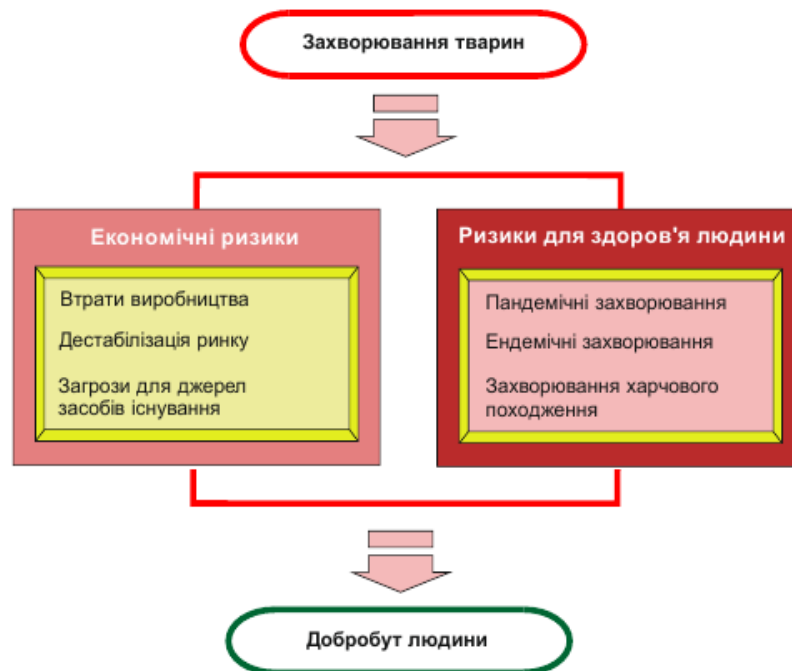 Захворювання тварин
Економічні ризики
Втрати виробництва
Дестабілізація ринку
Загрози для джерел
засобів існування
Ризики для здоров'я людини
Пандемічні захворювання
Ендемічні захворювання
Захворювання харчового
походження
Добробут людини